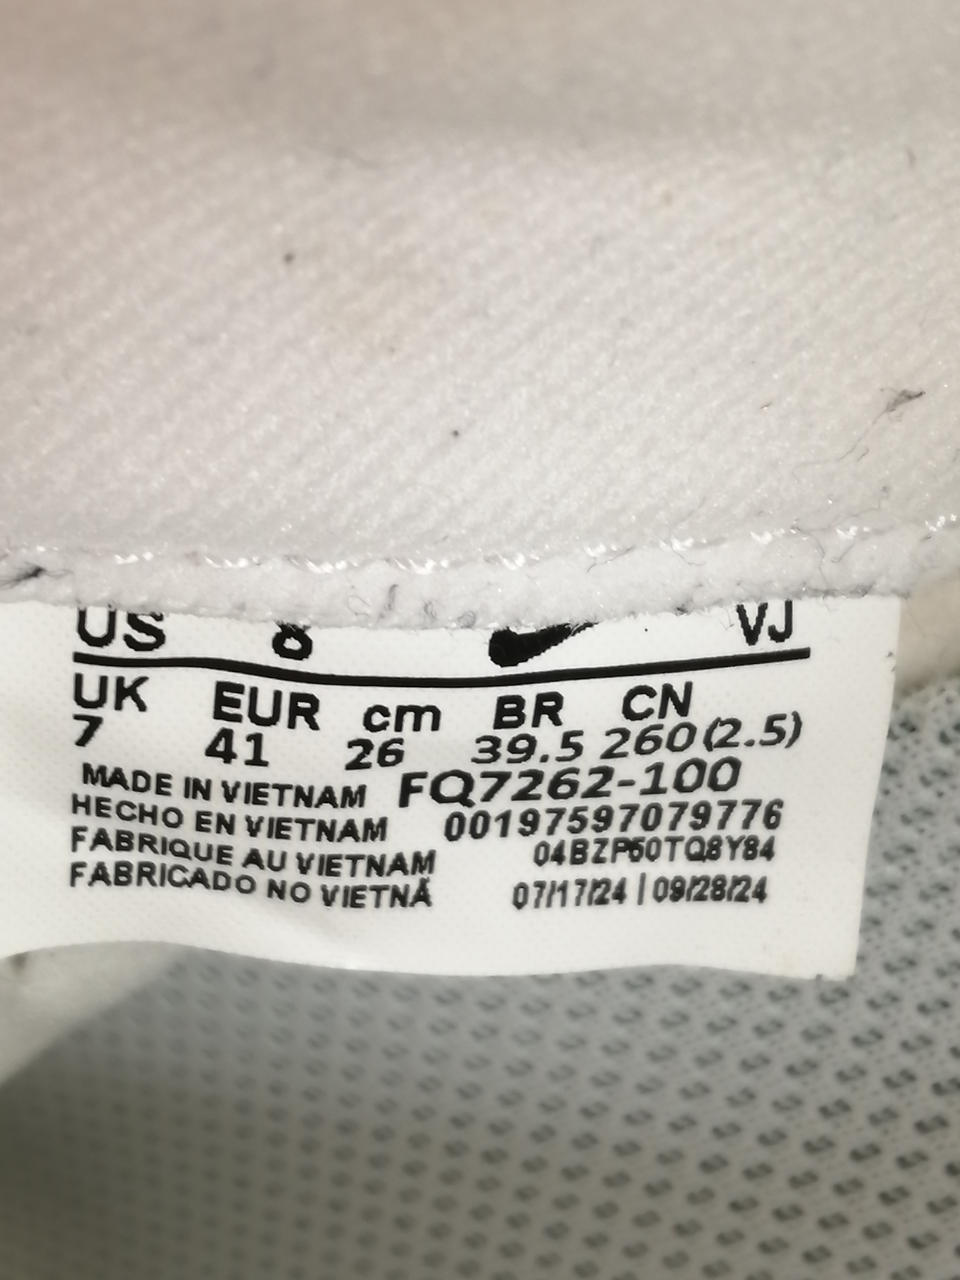 US 8 VJ
UK EUR cm BR CN
7 41 26 39.5 260(2.5)
MADE IN VIETNAM FQ7262-100
HECHO EN VIETNAM 00197597079776
FABRIQUE AU VIETNAM 04BZP50TQ8Y84
FABRICADO NO VIETNÃ 07/17/24 | 09/28/24